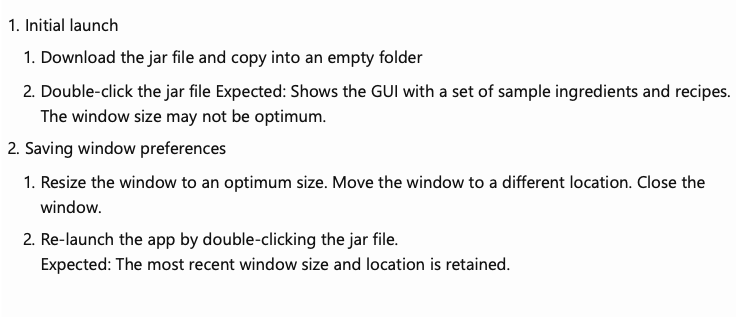 1. Initial launch
1. Download the jar file and copy into an empty folder
2. Double-click the jar file Expected: Shows the GUI with a set of sample ingredients and recipes.
The window size may not be optimum.
2. Saving window preferences
1. Resize the window to an optimum size. Move the window to a different location. Close the
window.
2. Re-launch the app by double-clicking the jar file.
Expected: The most recent window size and location is retained.